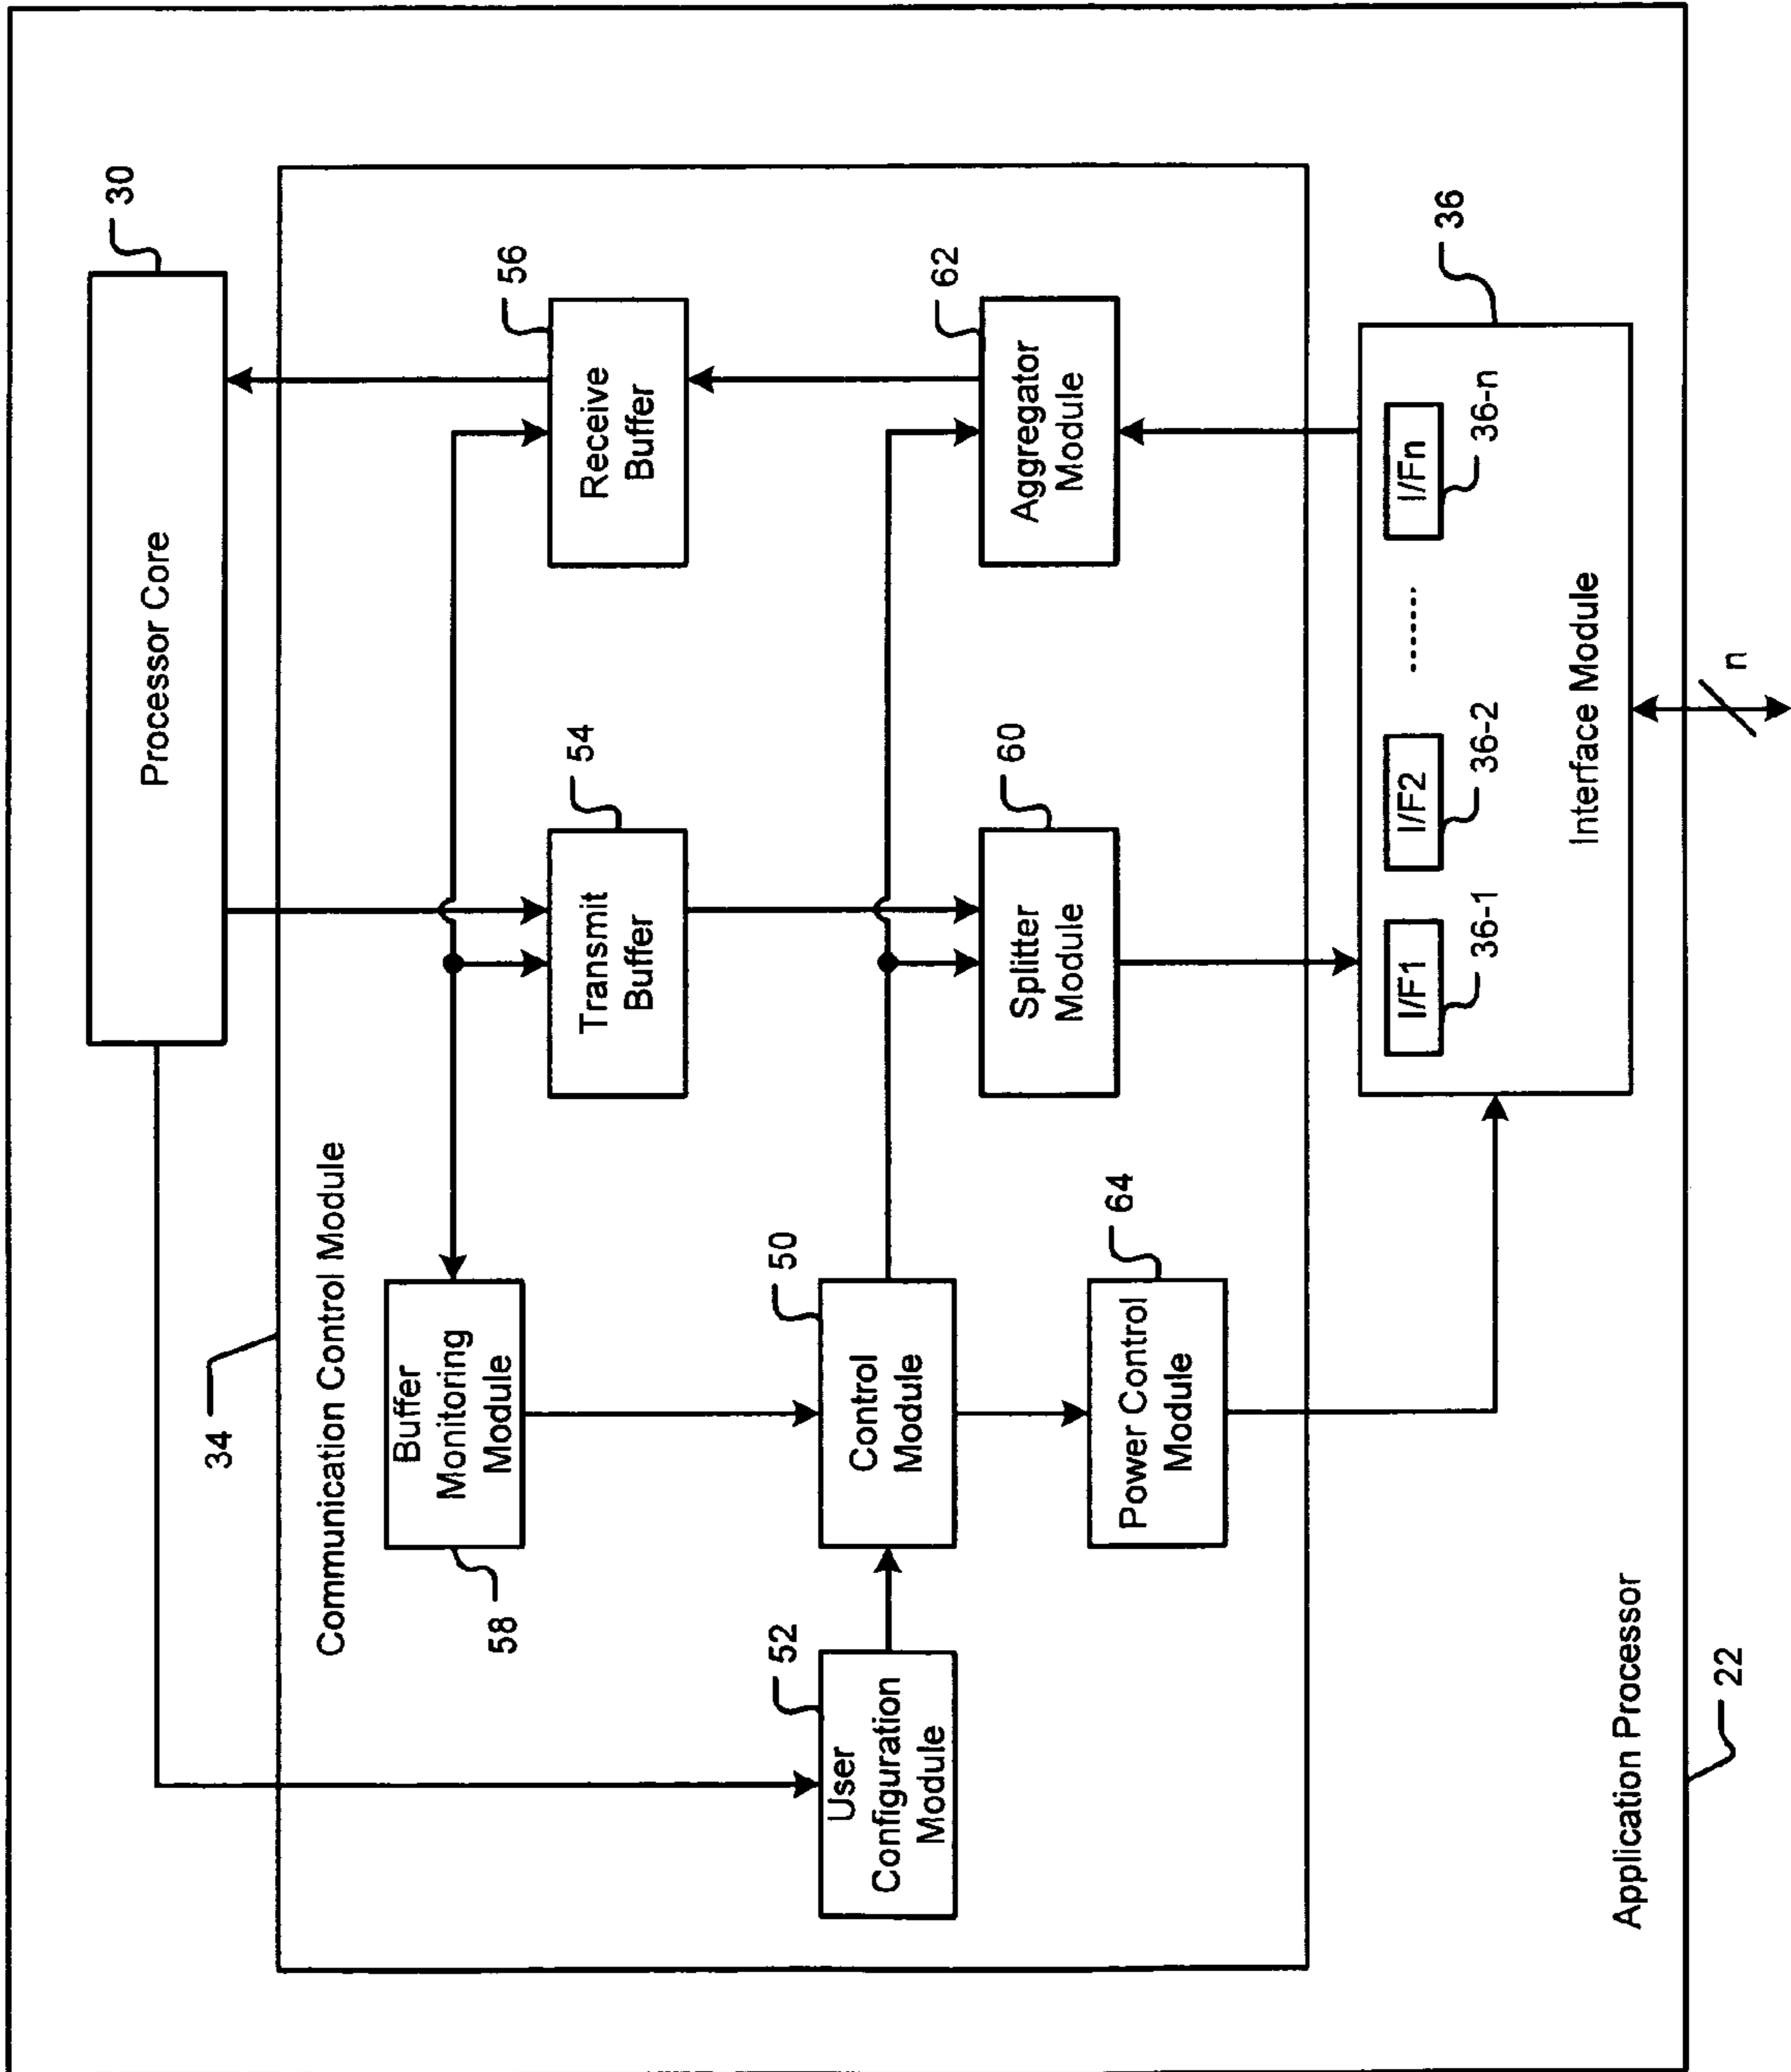 30
Processor Core
34
Communication Control Module
56
Receive
Buffer
54
Transmit
Buffer
Buffer
Monitoring
Module
58
62
Aggregator
Module
60
Splitter
Module
50
Control
Module
52
User
Configuration
Module
64
Power Control
Module
36
I/F1
36-1
I/F2
36-2
.......
I/Fn
36-n
Interface Module
n
Application Processor
22